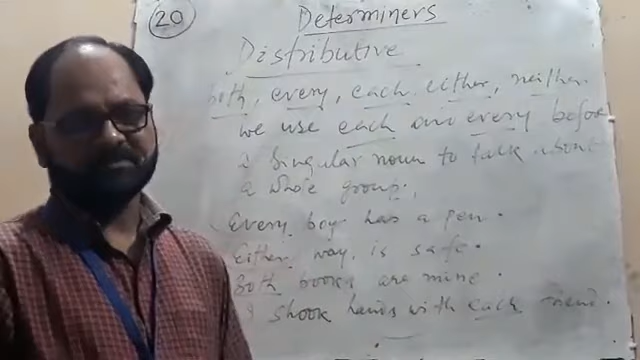 20
Determiners
Distributive
both, every, each, either, neither.
we use each and every before
a singular noun to talk about
a whole group.
Every boy has a pen.
Either way is safe.
Both books are mine.
I shook hands with each friend.